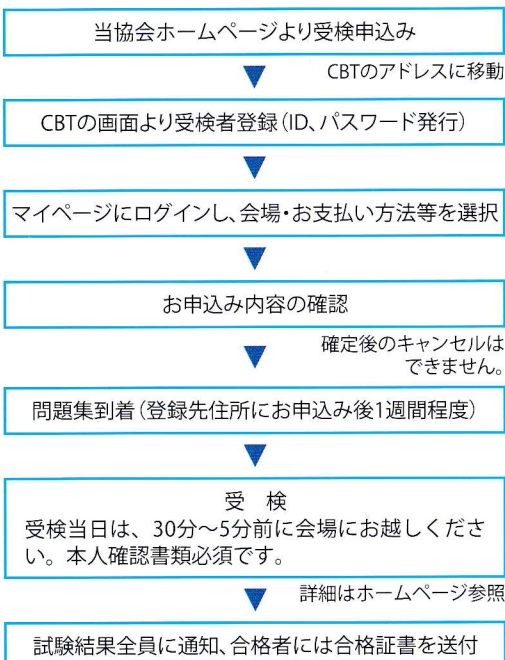 当協会ホームページより受検申込み
CBTのアドレスに移動
CBTの画面より受検者登録(ID、パスワード発行)
マイページにログインし、会場・お支払い方法等を選択
お申込み内容の確認
確定後のキャンセルは
できません。
問題集到着(登録先住所にお申込み後1週間程度)
受 検
受検当日は、30分〜5分前に会場にお越しくださ
い。本人確認書類必須です。
詳細はホームページ参照
試験結果全員に通知、合格者には合格証書を送付